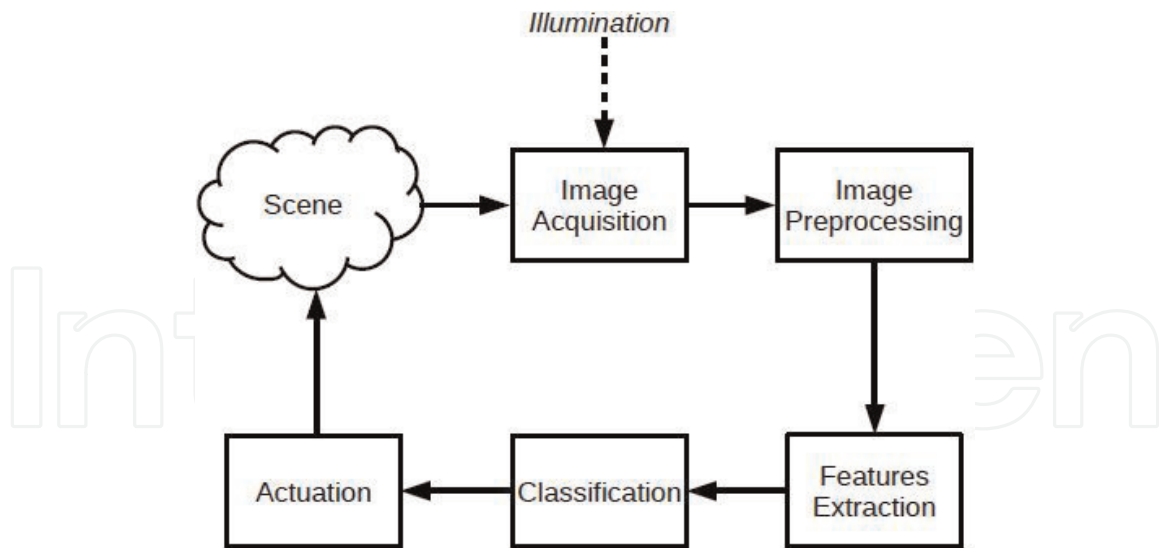 Illumination
Scene
Image
Acquisition
Image
Preprocessing
Actuation
Classification
Features
Extraction